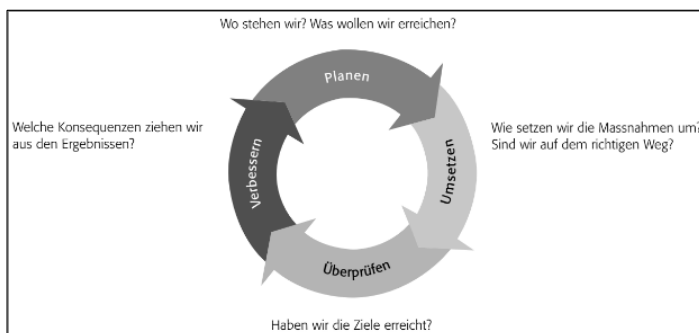 Wo stehen wir? Was wollen wir erreichen?
Planen
Welche Konsequenzen ziehen wir
aus den Ergebnissen?
Verbessern
Umsetzen
Wie setzen wir die Massnahmen um?
Sind wir auf dem richtigen Weg?
Überprüfen
Haben wir die Ziele erreicht?